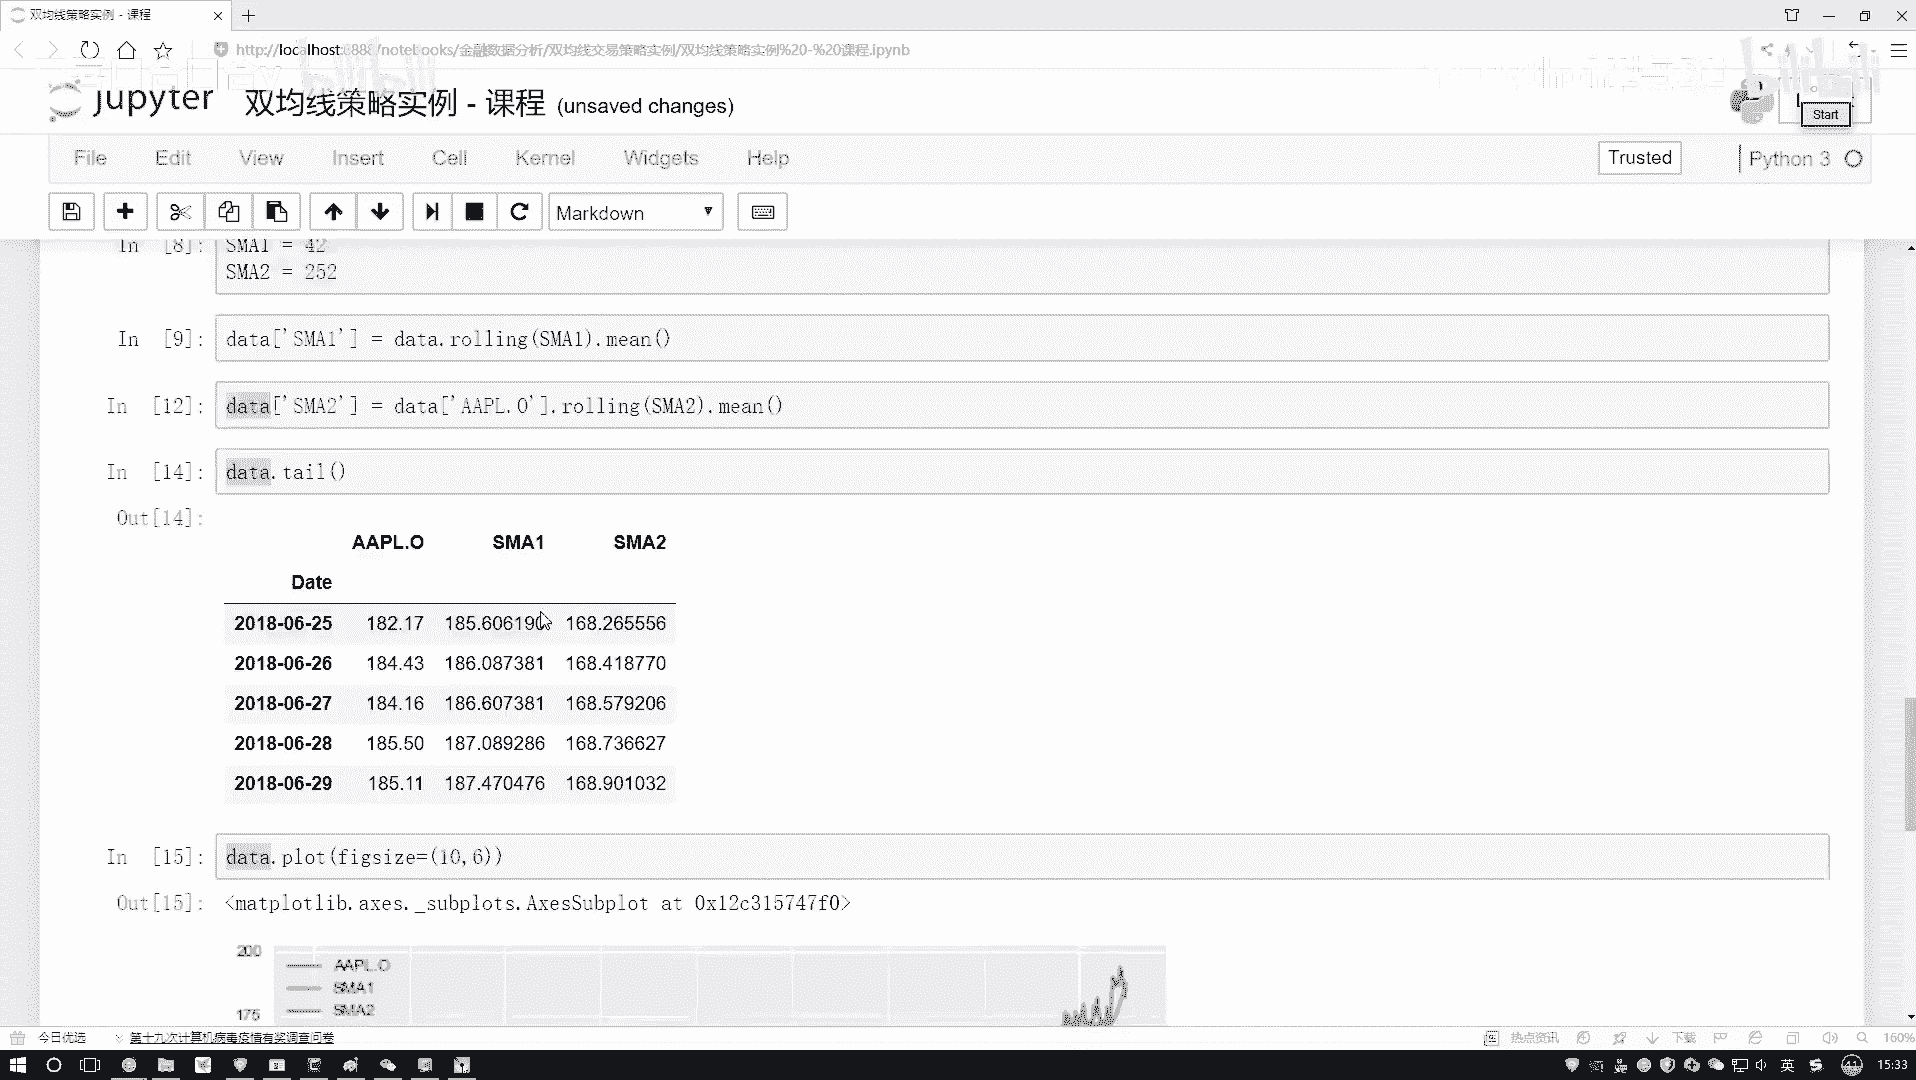 双均线策略实例 - 课程
http://localhost:8888/notebooks/金融数据分析/双均线交易策略实例/双均线策略实例%20-%20课程.ipynb
bilibili
bilibili
jupyter 双均线策略实例 - 课程 (unsaved changes)
Start
File Edit View Insert Cell Kernel Widgets Help
Trusted
Python 3
Markdown
In [8]: SMA1 = 42
SMA2 = 252
In [9]: data['SMA1'] = data.rolling(SMA1).mean()
In [12]: data['SMA2'] = data['AAPL.O'].rolling(SMA2).mean()
In [14]: data.tail()
Out[14]:
AAPL.O SMA1 SMA2
Date
2018-06-25 182.17 185.606190 168.265556
2018-06-26 184.43 186.087381 168.418770
2018-06-27 184.16 186.607381 168.579206
2018-06-28 185.50 187.089286 168.736627
2018-06-29 185.11 187.470476 168.901032
In [15]: data.plot(figsize=(10,6))
Out[15]: <matplotlib.axes._subplots.AxesSubplot at 0x12c315747f0>
200
AAPL.O
SMA1
SMA2
175
今日优选 第十九次计算机病毒疫情有奖调查问卷 热点资讯 下载 160%
英 41 15:33